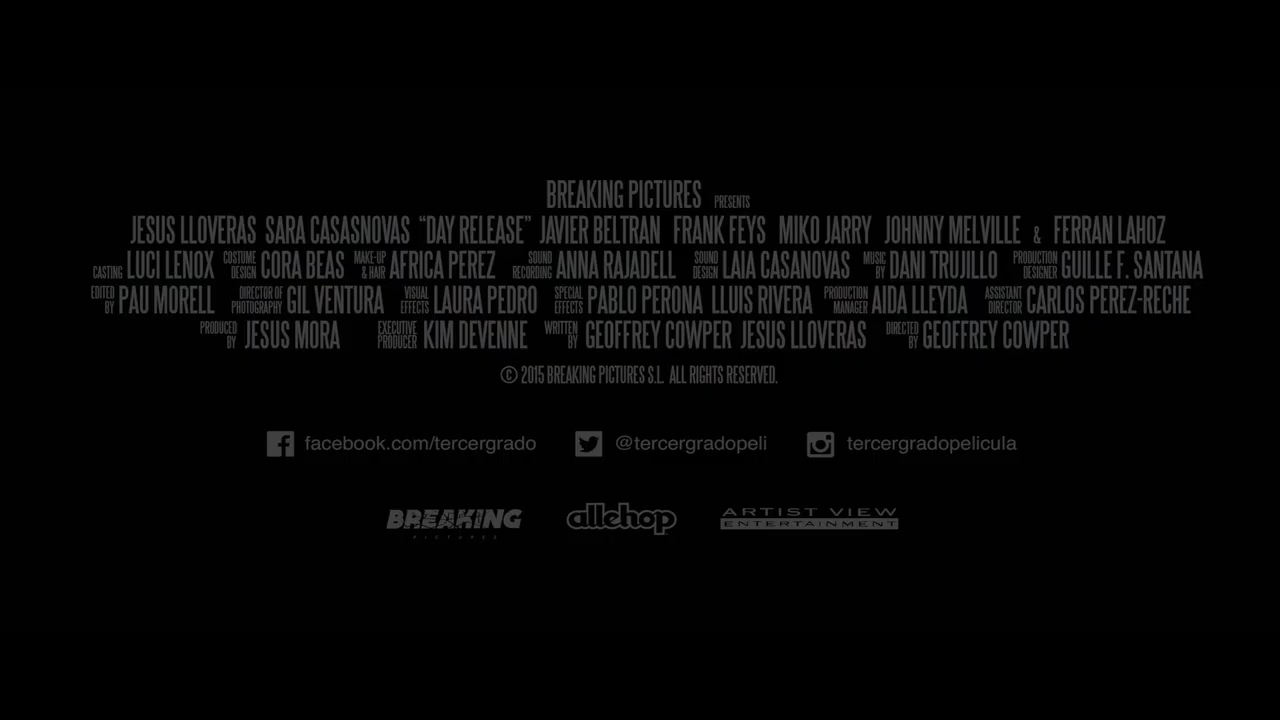 BREAKING PICTURES PRESENTS
JESUS LLOVERAS SARA CASASNOVAS “DAY RELEASE” JAVIER BELTRAN FRANK FEYS MIKO JARRY JOHNNY MELVILLE & FERRAN LAHOZ
CASTING LUCI LENOX COSTUME DESIGN CORA BEAS MAKE-UP & HAIR AFRICA PEREZ SOUND RECORDING ANNA RAJADELL SOUND DESIGN LAIA CASANOVAS MUSIC BY DANI TRUJILLO PRODUCTION DESIGNER GUILLE F. SANTANA
EDITED BY PAU MORELL DIRECTOR OF PHOTOGRAPHY GIL VENTURA VISUAL EFFECTS LAURA PEDRO SPECIAL EFFECTS PABLO PERONA LLUIS RIVERA PRODUCTION MANAGER AIDA LLEYDA ASSISTANT DIRECTOR CARLOS PEREZ-RECHE
PRODUCED BY JESUS MORA EXECUTIVE PRODUCER KIM DEVENNE WRITTEN BY GEOFFREY COWPER JESUS LLOVERAS DIRECTED BY GEOFFREY COWPER
© 2015 BREAKING PICTURES S.L. ALL RIGHTS RESERVED.
facebook.com/tercergrado @tercergradopeli tercergradopelicula
BREAKING PICTURES allehop ARTIST VIEW ENTERTAINMENT